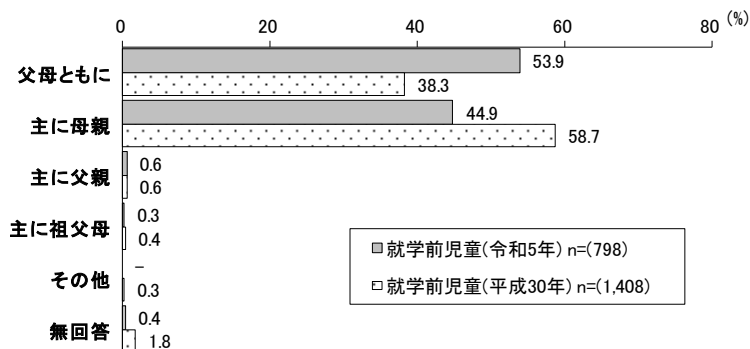 0 20 40 60 80 (%)
父母ともに 53.9
38.3
主に母親 44.9
58.7
主に父親 0.6
0.6
主に祖父母 0.3
0.4
その他 –
0.3
無回答 0.4
1.8
就学前児童(令和5年) n=(798)
就学前児童(平成30年) n=(1,408)